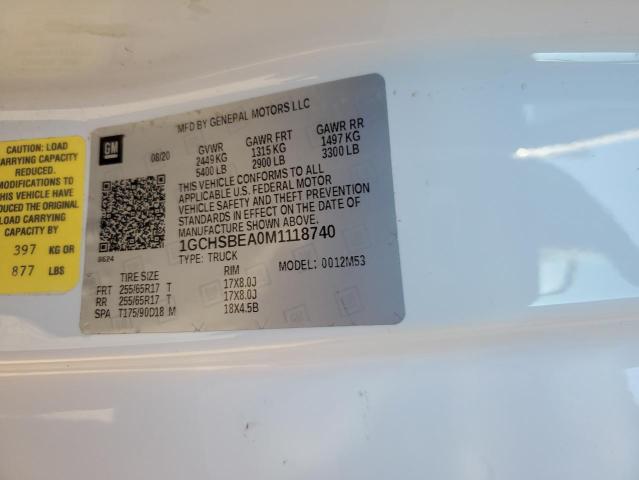 CAUTION: LOAD
CARRYING CAPACITY
REDUCED.
MODIFICATIONS TO
THIS VEHICLE HAVE
REDUCED THE ORIGINAL
LOAD CARRYING
CAPACITY BY
397 KG OR
877 LBS
GM
MFD BY GENEPAL MOTORS LLC
08/20
GVWR GAWR FRT GAWR RR
2449 KG 1315 KG 1497 KG
5400 LB 2900 LB 3300 LB
THIS VEHICLE CONFORMS TO ALL
APPLICABLE U.S. FEDERAL MOTOR
VEHICLE SAFETY AND THEFT PREVENTION
STANDARDS IN EFFECT ON THE DATE OF
MANUFACTURE SHOWN ABOVE.
1GCHSBEA0M1118740
8624
TYPE: TRUCK MODEL: 0012M53
TIRE SIZE RIM
FRT 255/65R17 T 17X8.0J
RR 255/65R17 T 17X8.0J
SPA T175/90D18 M 18X4.5B